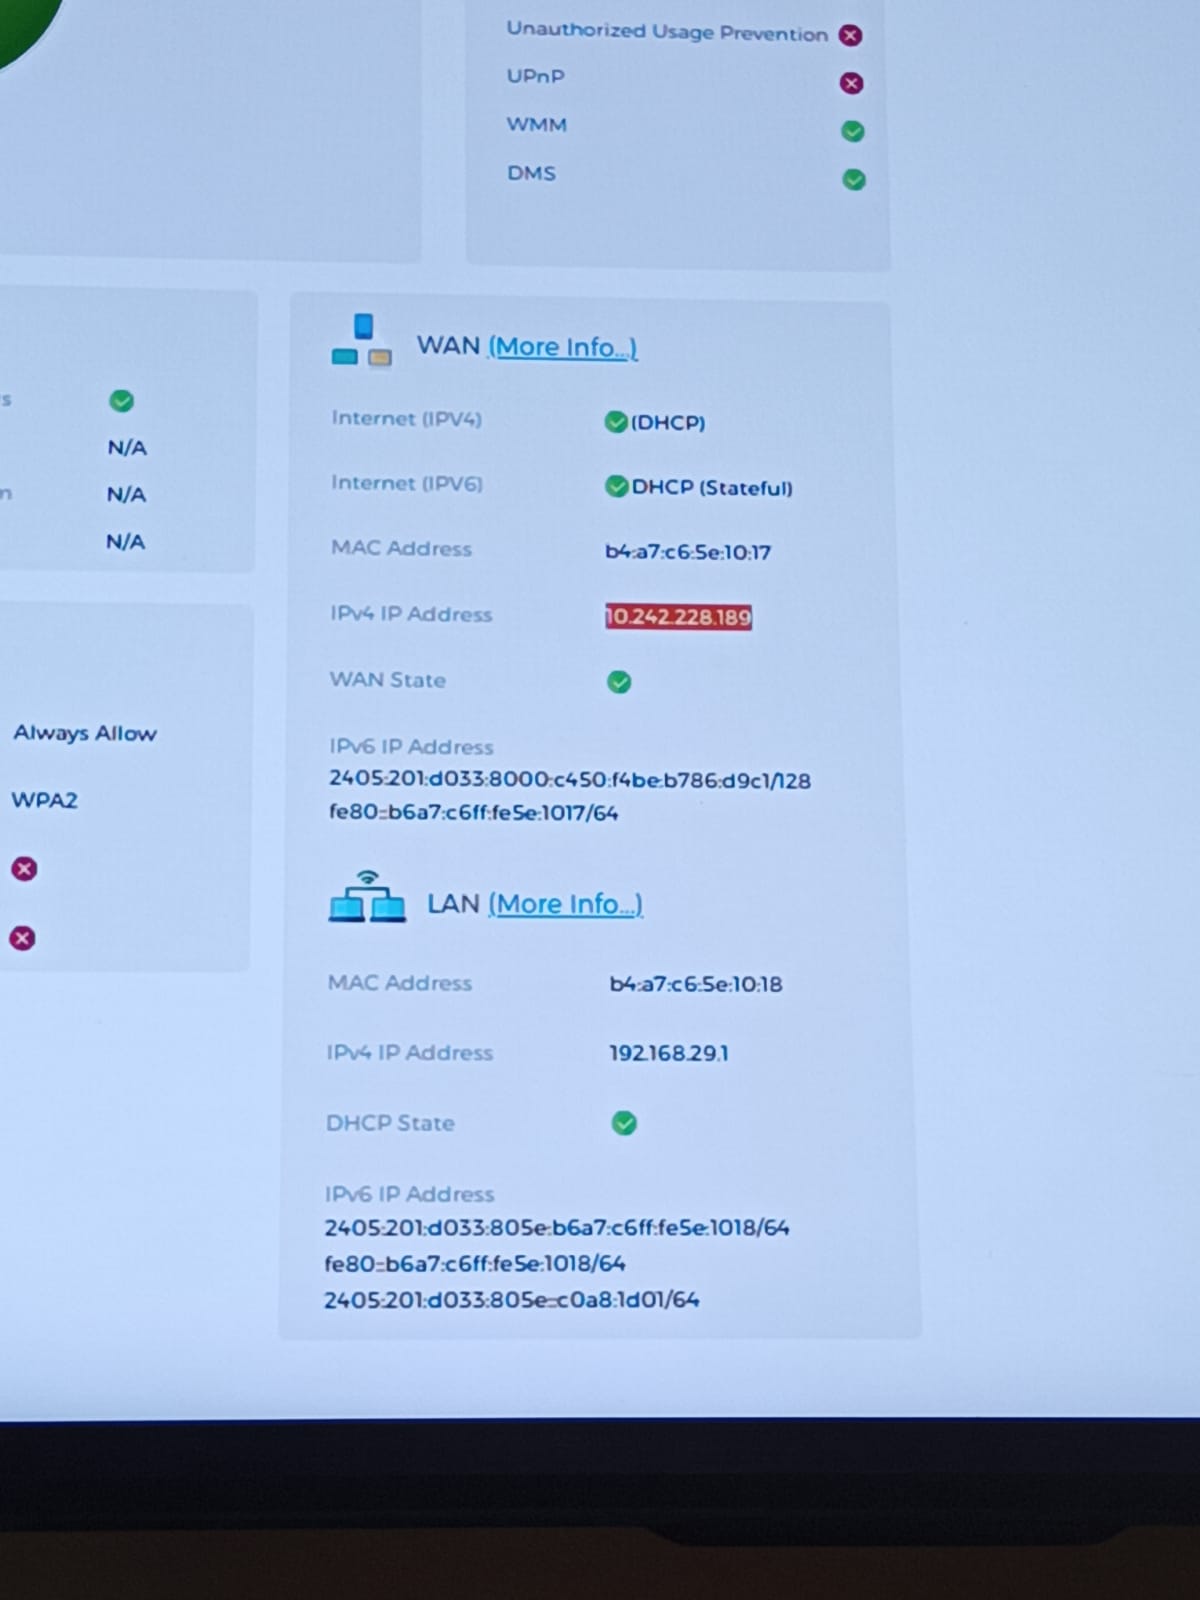 Unauthorized Usage Prevention
UPnP
WMM
DMS
N/A
N/A
N/A
Always Allow
WPA2
WAN (More Info...)
Internet (IPV4) (DHCP)
Internet (IPV6) DHCP (Stateful)
MAC Address b4:a7:c6:5e:10:17
IPv4 IP Address 10.242.228.189
WAN State
IPv6 IP Address
2405:201:d033:8000:c450:f4be:b786:d9c1/128
fe80::b6a7:c6ff:fe5e:1017/64
LAN (More Info...)
MAC Address b4:a7:c6:5e:10:18
IPv4 IP Address 192.168.29.1
DHCP State
IPv6 IP Address
2405:201:d033:805e:b6a7:c6ff:fe5e:1018/64
fe80::b6a7:c6ff:fe5e:1018/64
2405:201:d033:805e::c0a8:1d01/64